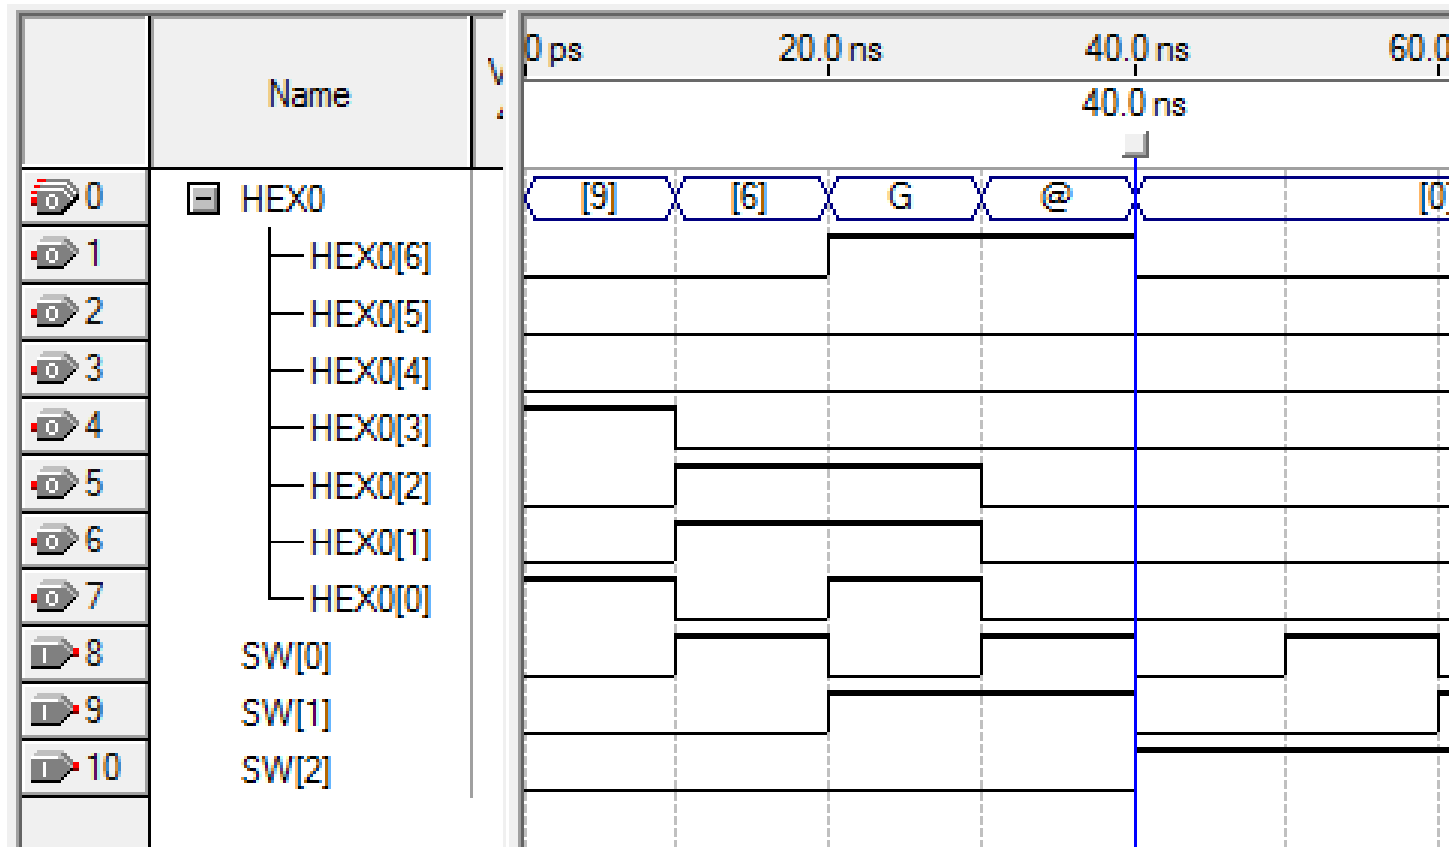 Name
0 ps 20.0 ns 40.0 ns 60.0
40.0 ns
0 HEX0 [9] [6] G @ [0]
1 HEX0[6]
2 HEX0[5]
3 HEX0[4]
4 HEX0[3]
5 HEX0[2]
6 HEX0[1]
7 HEX0[0]
8 SW[0]
9 SW[1]
10 SW[2]